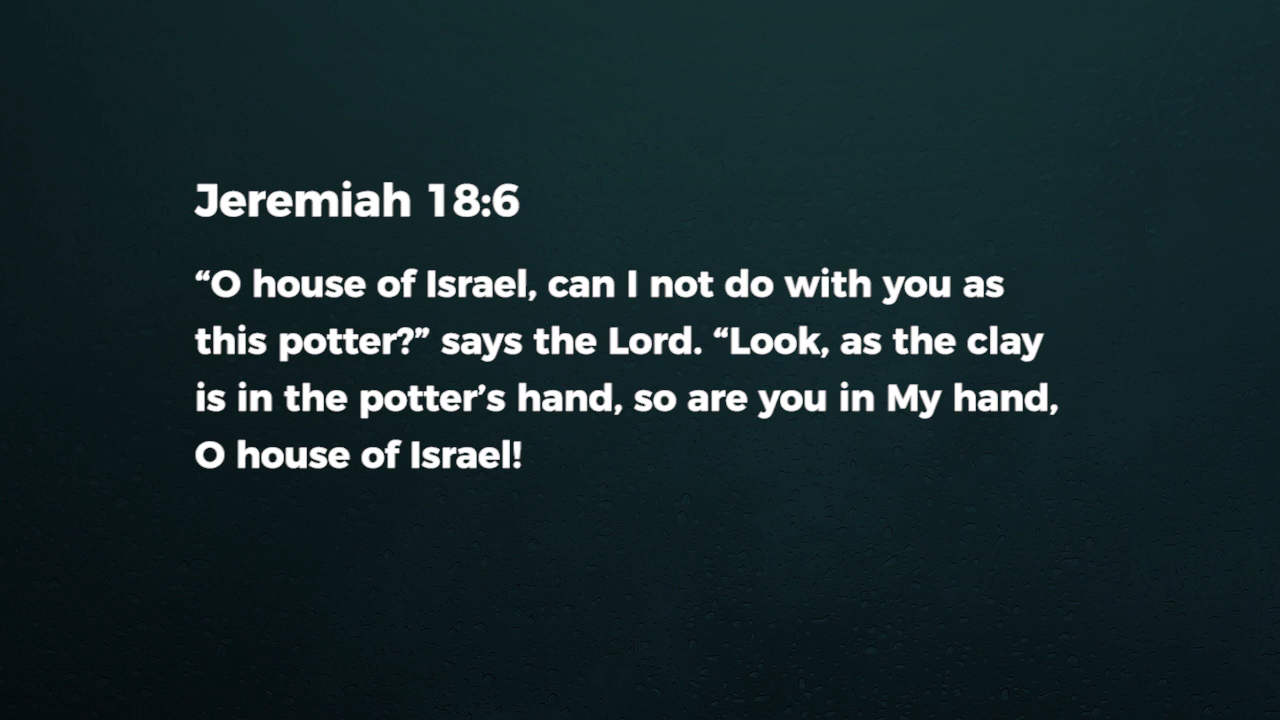 Jeremiah 18:6
“O house of Israel, can I not do with you as
this potter?” says the Lord. “Look, as the clay
is in the potter’s hand, so are you in My hand,
O house of Israel!